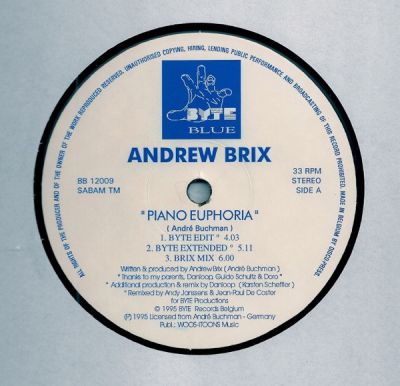 ALL RIGHTS OF THE PRODUCER AND OF THE OWNER OF THE WORK REPRODUCED RESERVED. UNAUTHORISED COPYING, HIRING, LENDING PUBLIC PERFORMANCE AND BROADCASTING OF THIS RECORD PROHIBITED. MADE IN BELGIUM BY DISCO-PRESS.
BYTE
BLUE
ANDREW BRIX
BB 12009
SABAM TM
33 RPM
STEREO
SIDE A
"PIANO EUPHORIA"
( André Buchman )
1. BYTE EDIT * 4.03
2. BYTE EXTENDED * 5.11
3. BRIX MIX 6.00
Written & produced by Andrew Brix ( André Buchman )
* Thanks to my parents, Danloop, Guido Schultz & Doro *
* Additional production & remix by Danloop ( Karsten Scheffler )
* Remixed by Andy Janssens & Jean-Paul De Coster
for BYTE Productions
© 1995 BYTE Records Belgium
℗ 1995 Licensed from André Buchman - Germany
Publ.: WOOS-ITOONS Music